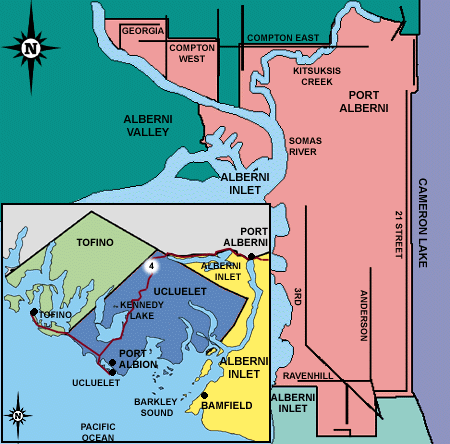 N
GEORGIA
COMPTON
WEST
COMPTON EAST
KITSUKSIS
CREEK
PORT
ALBERNI
ALBERNI
VALLEY
SOMAS
RIVER
ALBERNI
INLET
CAMERON LAKE
21 STREET
3RD
ANDERSON
RAVENHILL
ALBERNI
INLET
TOFINO
PORT
ALBERNI
4
ALBERNI
INLET
UCLUELET
KENNEDY
LAKE
TOFINO
PORT
ALBION
UCLUELET
ALBERNI
INLET
BARKLEY
SOUND
BAMFIELD
PACIFIC
OCEAN
N